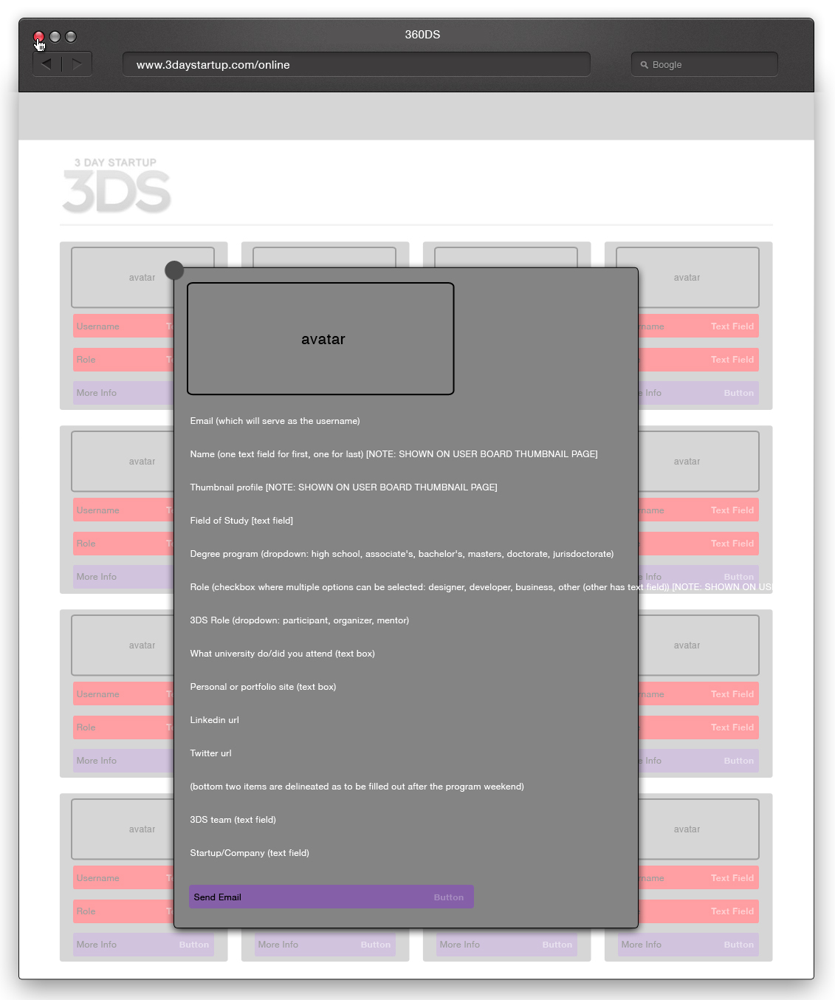 360DS
www.3daystartup.com/online
Boogle
3 DAY STARTUP
3DS
avatar
avatar
Username T
name Text Field
Role T
Text Field
More Info
e Info Button
avatar
Email (which will serve as the username)
Name (one text field for first, one for last) [NOTE: SHOWN ON USER BOARD THUMBNAIL PAGE]
Thumbnail profile [NOTE: SHOWN ON USER BOARD THUMBNAIL PAGE]
Field of Study [text field]
Degree program (dropdown: high school, associate's, bachelor's, masters, doctorate, jurisdoctorate)
Role (checkbox where multiple options can be selected: designer, developer, business, other (other has text field)) [NOTE: SHOWN ON US
3DS Role (dropdown: participant, organizer, mentor)
What university do/did you attend (text box)
Personal or portfolio site (text box)
Linkedin url
Twitter url
(bottom two items are delineated as to be filled out after the program weekend)
3DS team (text field)
Startup/Company (text field)
Send Email Button
avatar
avatar
Username T
name Text Field
Role T
Text Field
More Info
e Info Button
avatar
avatar
Username T
name Text Field
Role T
Text Field
More Info
e Info Button
avatar
avatar
Username T
name Text Field
Role T
Text Field
More Info Button
More Info Button
More Info Button
More Info Button